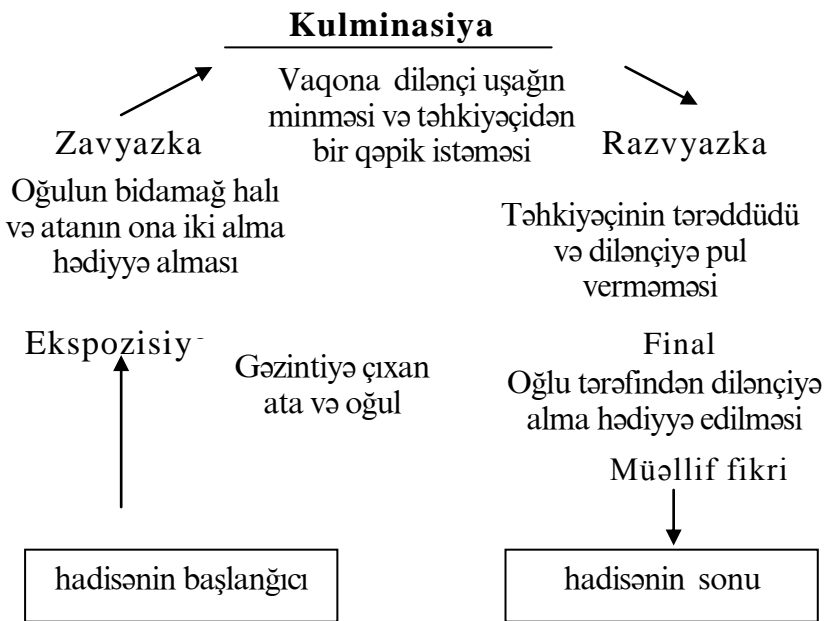 Kulminasiya
Vaqona dilənçi uşağın
minməsi və təhkiyəçidən
bir qəpik istəməsi
Zavyazka
Oğulun bidamağ halı
və atanın ona iki alma
hədiyyə alması
Razvyazka
Təhkiyəçinin tərəddüdü
və dilənçiyə pul
verməməsi
Ekspozisiy
Gəzintiyə çıxan
ata və oğul
Final
Oğlu tərəfindən dilənçiyə
alma hədiyyə edilməsi
Müəllif fikri
hadisənin başlanğıcı
hadisənin sonu